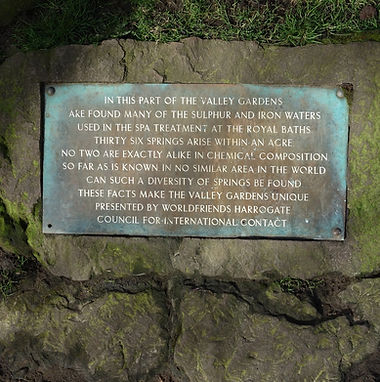 IN THIS PART OF THE VALLEY GARDENS
ARE FOUND MANY OF THE SULPHUR AND IRON WATERS
USED IN THE SPA TREATMENT AT THE ROYAL BATHS.
THIRTY SIX SPRINGS ARISE WITHIN AN ACRE
NO TWO ARE EXACTLY ALIKE IN CHEMICAL COMPOSITION
SO FAR AS IS KNOWN IN NO SIMILAR AREA IN THE WORLD
CAN SUCH A DIVERSITY OF SPRINGS BE FOUND
THESE FACTS MAKE THE VALLEY GARDENS UNIQUE
PRESENTED BY WORLDFRIENDS HARROGATE
COUNCIL FOR INTERNATIONAL CONTACT